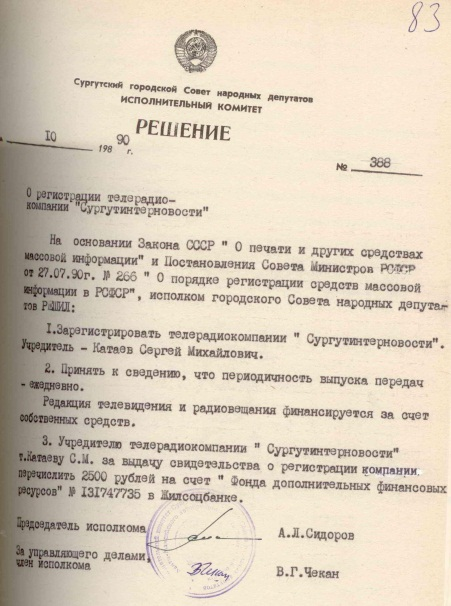 83
Сургутский городской Совет народных депутатов
ИСПОЛНИТЕЛЬНЫЙ КОМИТЕТ
РЕШЕНИЕ
10 1989 90 г.
№ 388
О регистрации телерадио-
компании "Сургутинтерновости"
На основании Закона СССР " О печати и других средствах
массовой информации" и Постановления Совета Министров РСФСР
от 27.07.90г. № 266 " О порядке регистрации средств массовой
информации в РСФСР", исполком городского Совета народных депута-
тов РЕШИЛ:
1.Зарегистрировать телерадиокомпании " Сургутинтерновости".
Учредитель - Катаев Сергей Михайлович.
2. Принять к сведению, что периодичность выпуска передач
- ежедневно.
Редакция телевидения и радиовещания финансируется за счет
собственных средств.
3. Учредителю телерадиокомпании " Сургутинтерновости"
т.Катаеву С.М. за выдачу свидетельства о регистрации компании
перечислить 2500 рублей на счет " Фонда дополнительных финансовых
ресурсов" № 131747735 в Жилсоцбанке.
Председатель исполкома А.Л.Сидоров
За управляющего делами,
член исполкома В.Г.Чекан